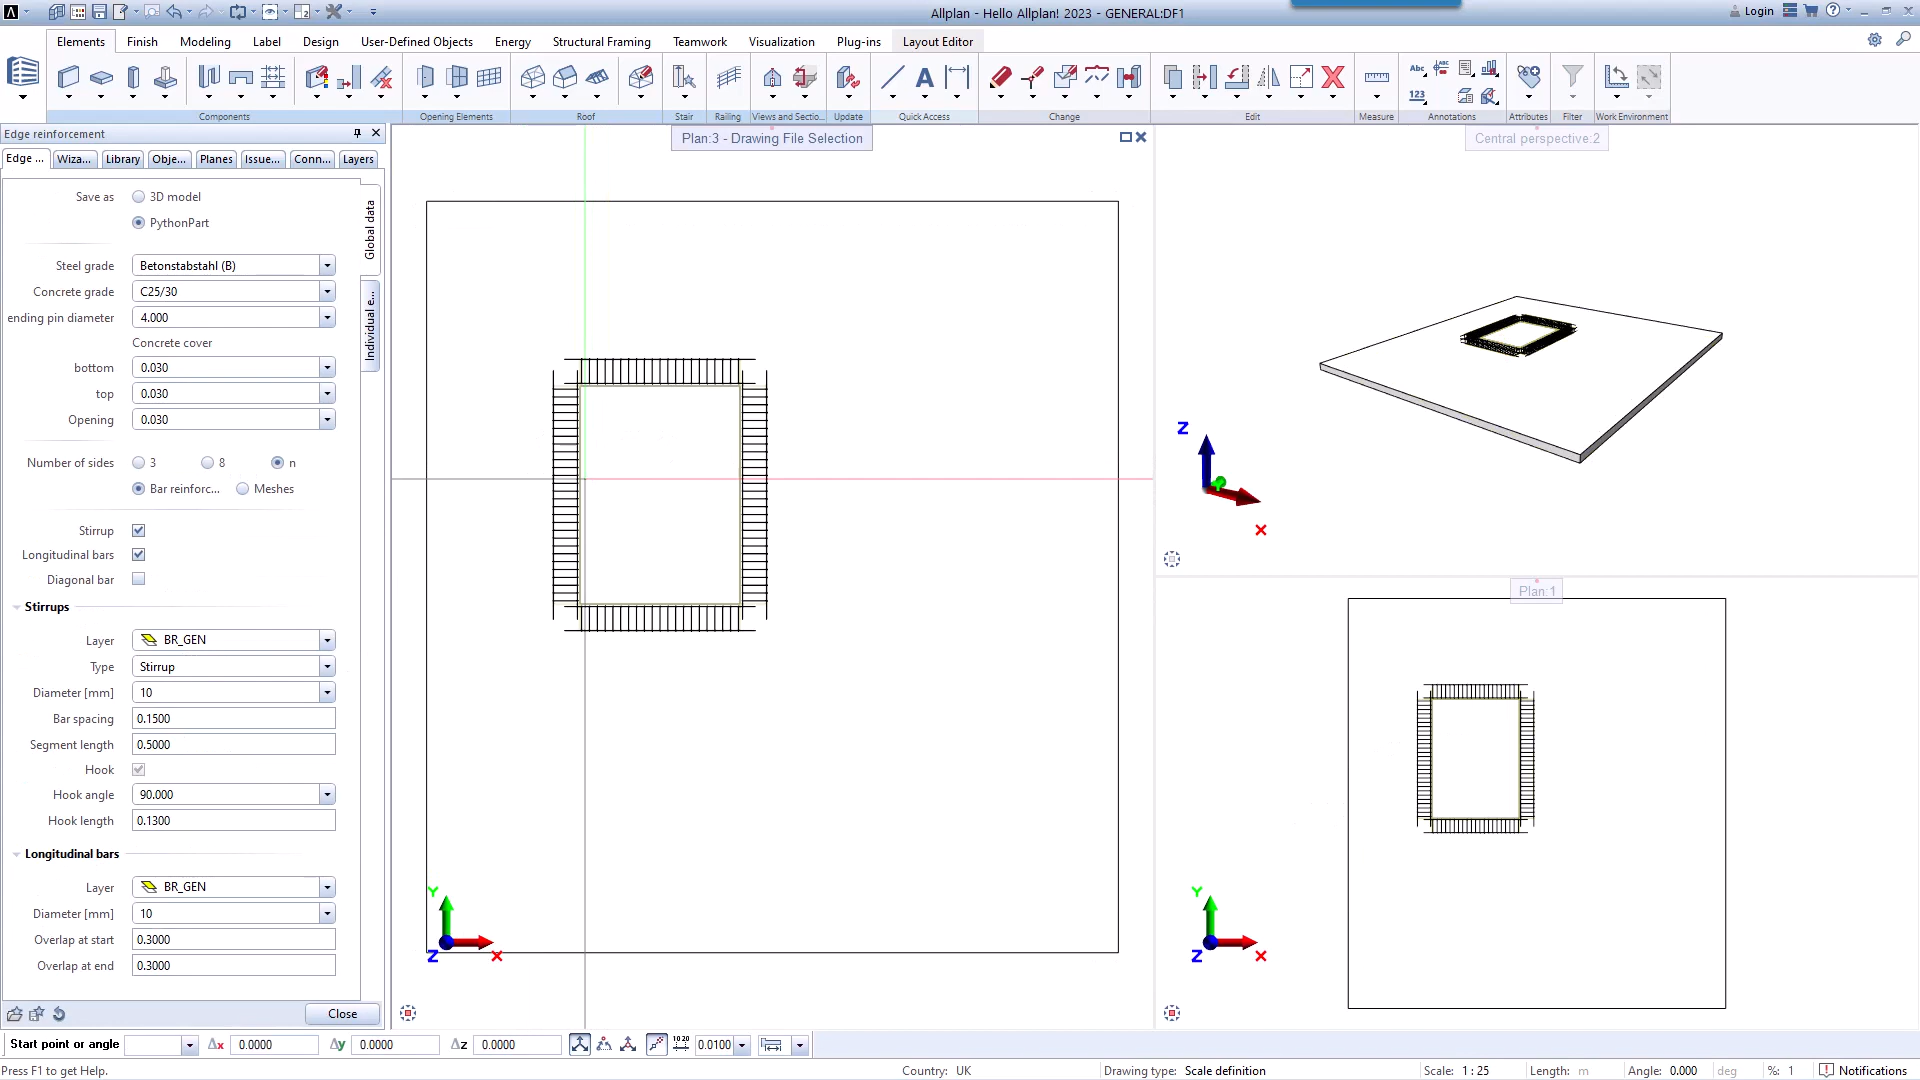 Allplan - Hello Allplan! 2023 - GENERAL:DF1
Login
Elements Finish Modeling Label Design User-Defined Objects Energy Structural Framing Teamwork Visualization Plug-ins Layout Editor
Components Opening Elements Roof Stair Railing Views and Sectio... Update Quick Access Change Edit Measure Annotations Attributes Filter Work Environment
Edge reinforcement
Edge ... Wiza... Library Obje... Planes Issue... Conn... Layers
Global data
Individual e...
Save as 3D model
PythonPart
Steel grade Betonstabstahl (B)
Concrete grade C25/30
ending pin diameter 4.000
Concrete cover
bottom 0.030
top 0.030
Opening 0.030
Number of sides 3 8 n
Bar reinforc... Meshes
Stirrup
Longitudinal bars
Diagonal bar
Stirrups
Layer BR_GEN
Type Stirrup
Diameter [mm] 10
Bar spacing 0.1500
Segment length 0.5000
Hook
Hook angle 90.000
Hook length 0.1300
Longitudinal bars
Layer BR_GEN
Diameter [mm] 10
Overlap at start 0.3000
Overlap at end 0.3000
Close
Plan:3 - Drawing File Selection
Y
Z X
Central perspective:2
Z
X
Plan:1
Y
Z X
Start point or angle Δx 0.0000 Δy 0.0000 Δz 0.0000 0.0100
Press F1 to get Help. Country: UK Drawing type: Scale definition Scale: 1 : 25 Length: m Angle: 0.000 deg %: 1 Notifications